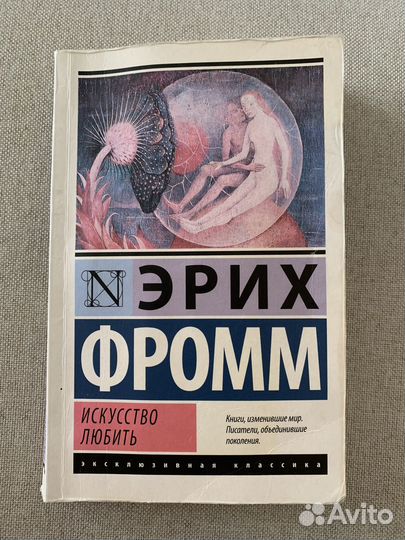 N
ЭРИХ
ФРОММ
ИСКУССТВО
ЛЮБИТЬ
Книги, изменившие мир.
Писатели, объединившие
поколения.
эксклюзивная классика
Avito